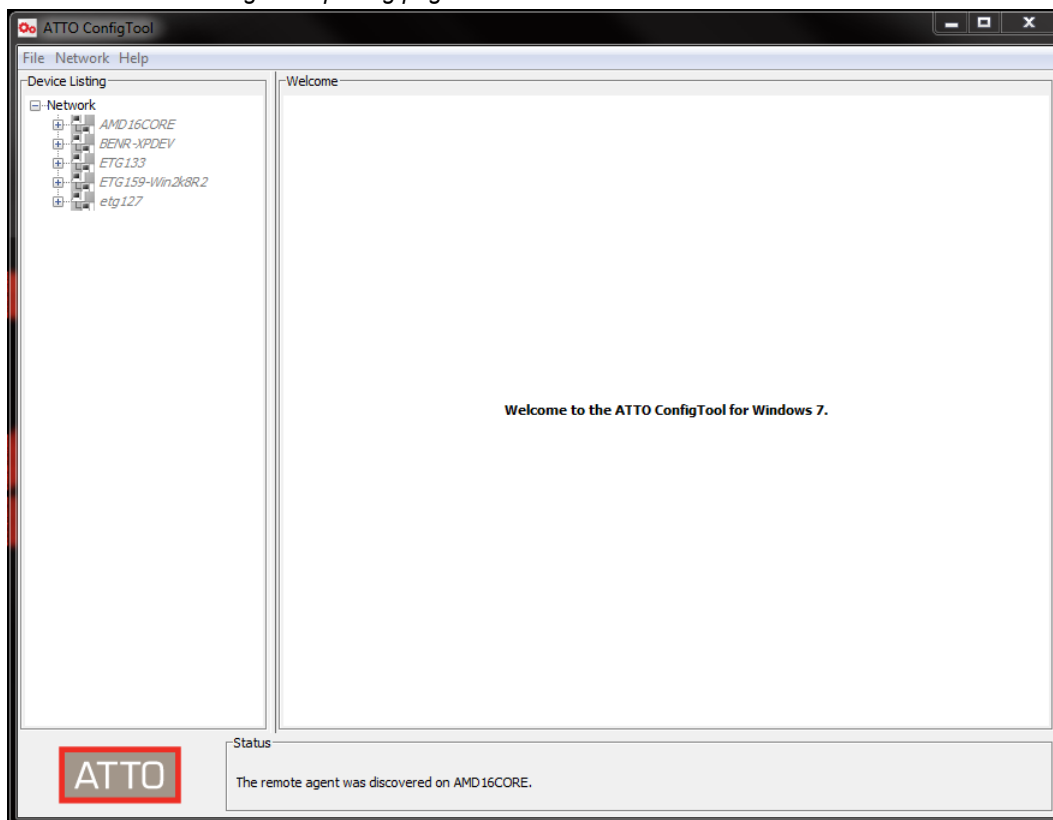 ATTO ConfigTool
File Network Help
Device Listing
Welcome
Network
AMD16CORE
BENR-XPDEV
ETG133
ETG159-Win2k8R2
etg127
Welcome to the ATTO ConfigTool for Windows 7.
ATTO
Status
The remote agent was discovered on AMD16CORE.